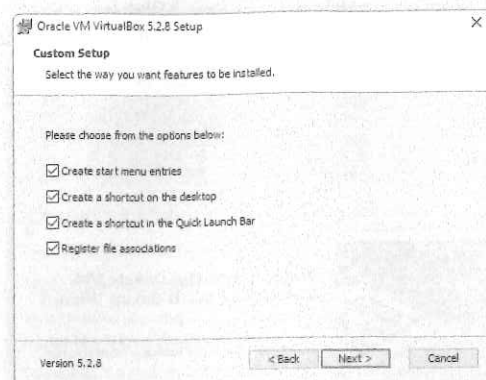 Oracle VM VirtualBox 5.2.8 Setup
Custom Setup
Select the way you want features to be installed.
Please choose from the options below:
Create start menu entries
Create a shortcut on the desktop
Create a shortcut in the Quick Launch Bar
Register file associations
Version 5.2.8
< Back
Next >
Cancel